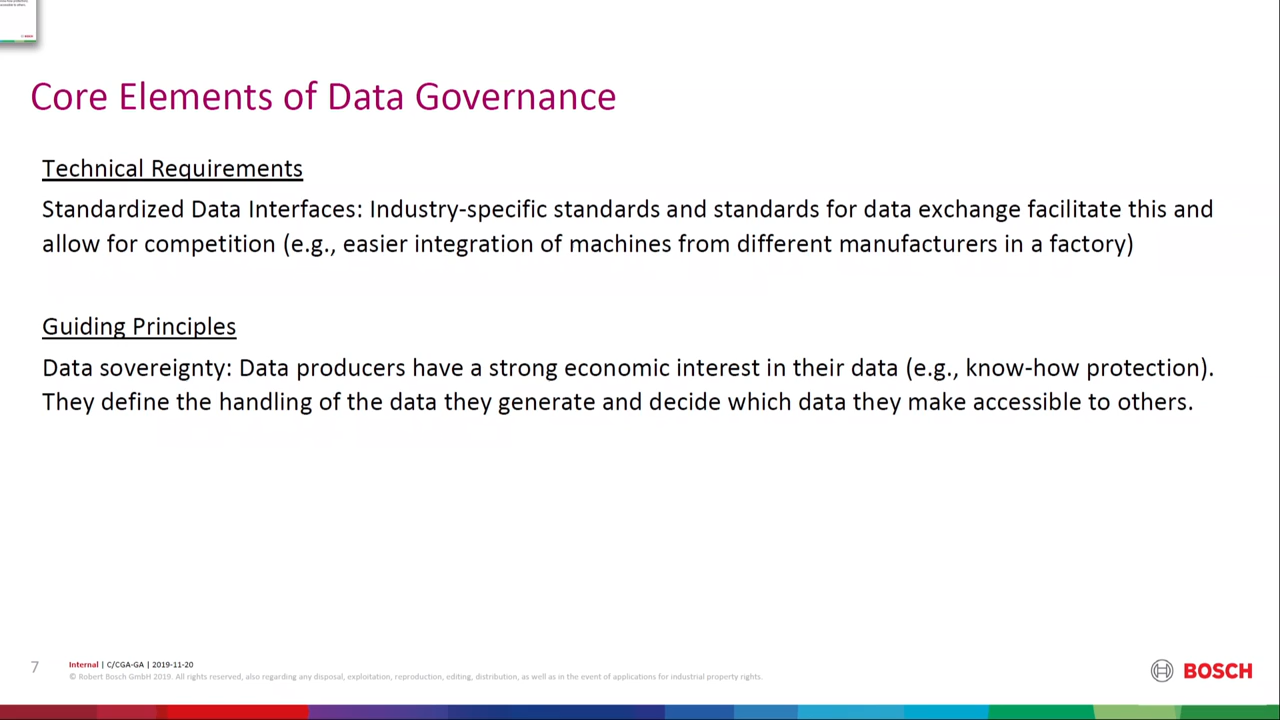 Core Elements of Data Governance
Technical Requirements
Standardized Data Interfaces: Industry-specific standards and standards for data exchange facilitate this and
allow for competition (e.g., easier integration of machines from different manufacturers in a factory)
Guiding Principles
Data sovereignty: Data producers have a strong economic interest in their data (e.g., know-how protection).
They define the handling of the data they generate and decide which data they make accessible to others.
7
Internal | C/CGA-GA | 2019-11-20
© Robert Bosch GmbH 2019. All rights reserved, also regarding any disposal, exploitation, reproduction, editing, distribution, as well as in the event of applications for industrial property rights.
BOSCH